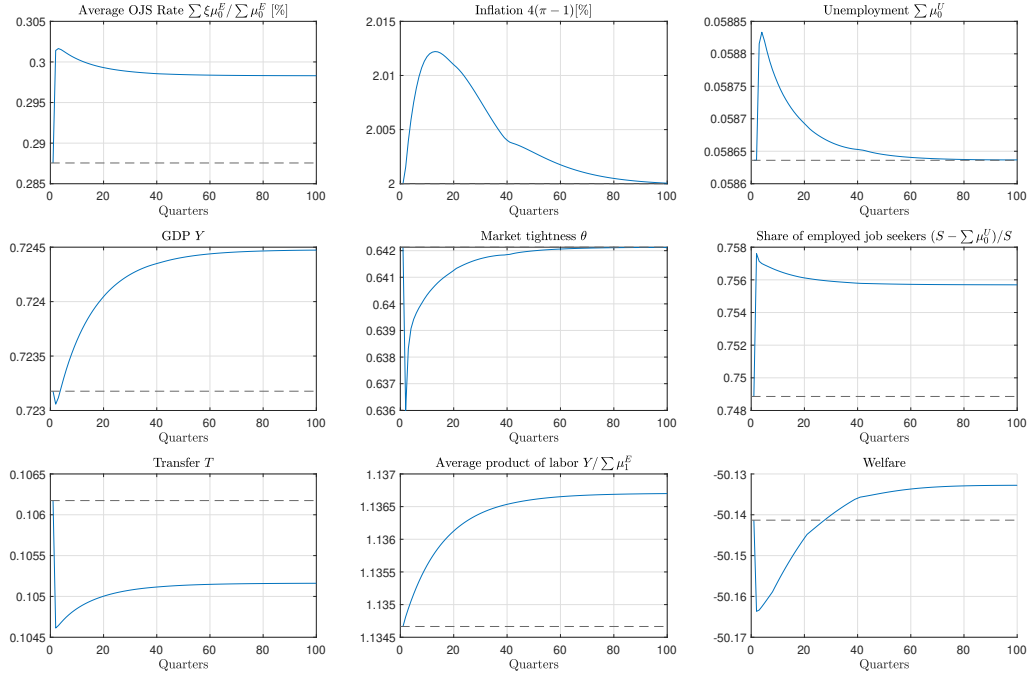 Average OJS Rate ∑ ξμ₀ᴱ/ ∑ μ₀ᴱ [%]
0.305
0.3
0.295
0.29
0.285
0 20 40 60 80 100
Quarters
Inflation 4(π − 1)[%]
2.015
2.01
2.005
2
0 20 40 60 80 100
Quarters
Unemployment ∑ μ₀ᵁ
0.05885
0.0588
0.05875
0.0587
0.05865
0.0586
0 20 40 60 80 100
Quarters
GDP Y
0.7245
0.724
0.7235
0.723
0 20 40 60 80 100
Quarters
Market tightness θ
0.642
0.641
0.64
0.639
0.638
0.637
0.636
0 20 40 60 80 100
Quarters
Share of employed job seekers (S − ∑ μ₀ᵁ)/S
0.758
0.756
0.754
0.752
0.75
0.748
0 20 40 60 80 100
Quarters
Transfer T
0.1065
0.106
0.1055
0.105
0.1045
0 20 40 60 80 100
Quarters
Average product of labor Y/ ∑ μ₁ᴱ
1.137
1.1365
1.136
1.1355
1.135
1.1345
0 20 40 60 80 100
Quarters
Welfare
-50.13
-50.14
-50.15
-50.16
-50.17
0 20 40 60 80 100
Quarters